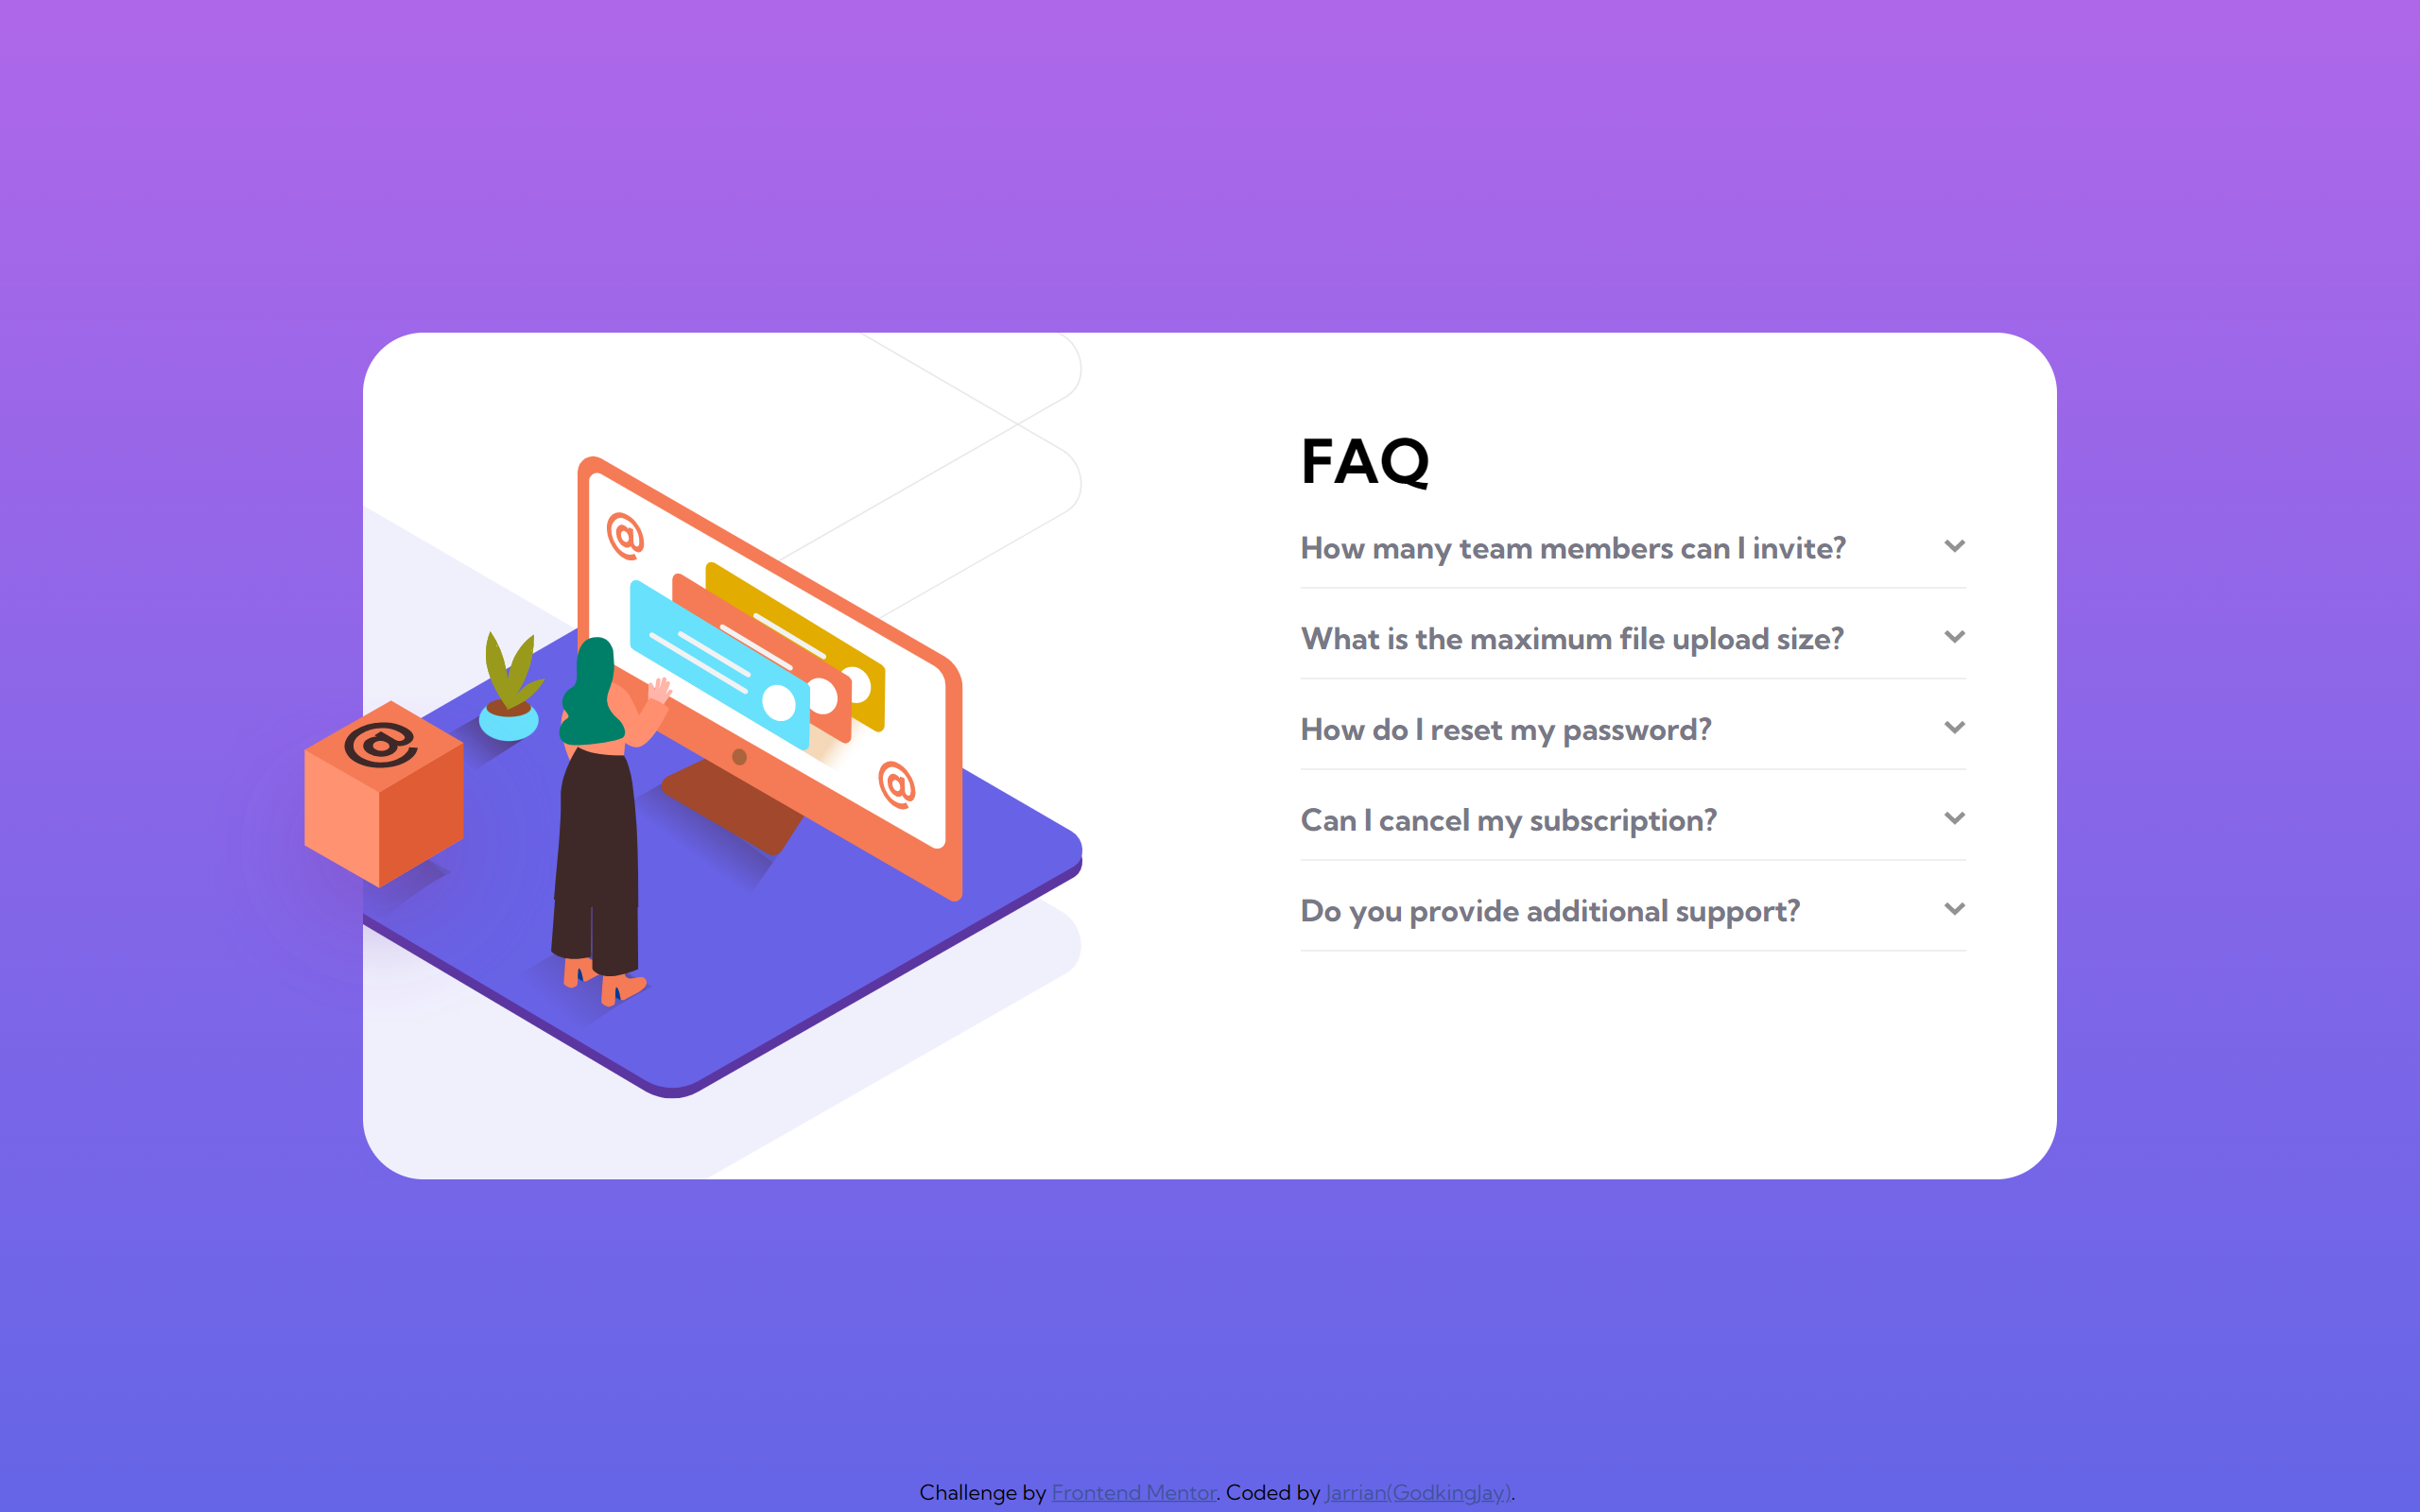 @
@
@
FAQ
How many team members can I invite?
What is the maximum file upload size?
How do I reset my password?
Can I cancel my subscription?
Do you provide additional support?
Challenge by Frontend Mentor. Coded by Jarrian(GodkingJay).